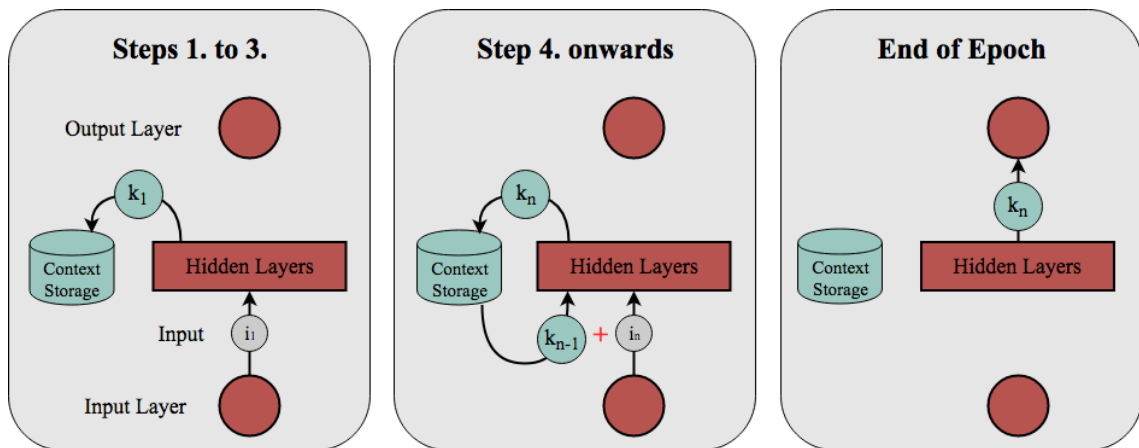 Steps 1. to 3.
Output Layer
k1
Context
Storage
Hidden Layers
Input
i1
Input Layer
Step 4. onwards
kn
Context
Storage
Hidden Layers
kn-1
+
in
End of Epoch
kn
Context
Storage
Hidden Layers